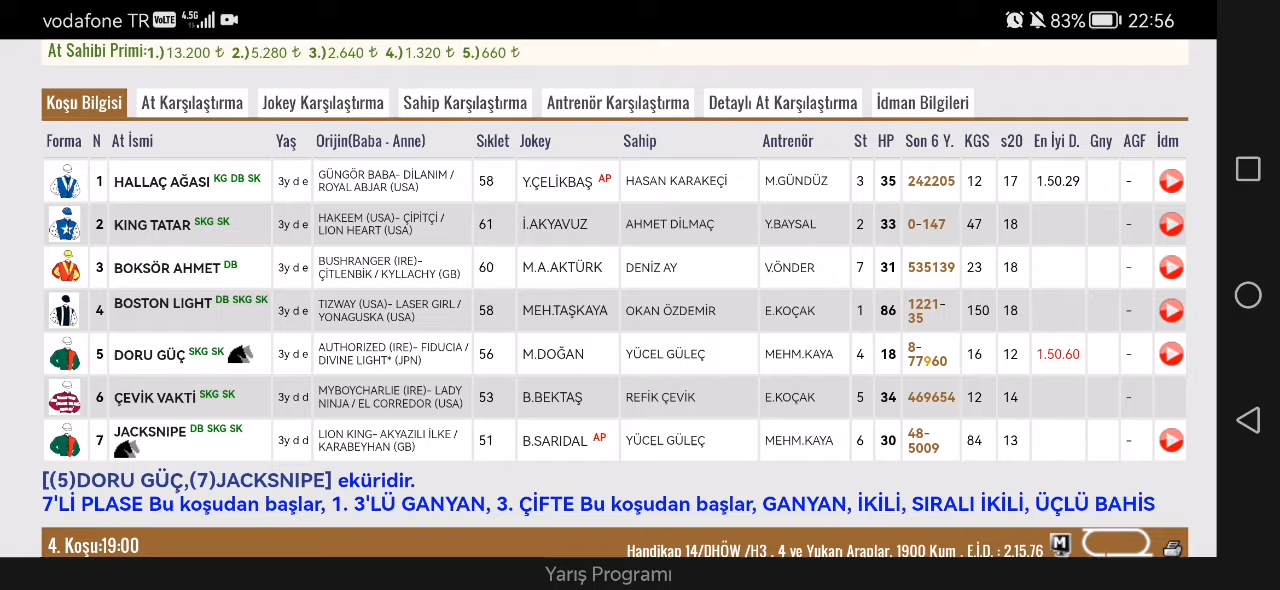 vodafone TR VoLTE 4.5G 83% 22:56
At Sahibi Primi:1.)13.200 ₺ 2.)5.280 ₺ 3.)2.640 ₺ 4.)1.320 ₺ 5.)660 ₺
Koşu Bilgisi At Karşılaştırma Jokey Karşılaştırma Sahip Karşılaştırma Antrenör Karşılaştırma Detaylı At Karşılaştırma İdman Bilgileri
Forma N At İsmi Yaş Orijin(Baba - Anne) Sıklet Jokey Sahip Antrenör St HP Son 6 Y. KGS s20 En İyi D. Gny AGF İdm
1 HALLAÇ AĞASI KG DB SK 3y d e GÜNGÖR BABA- DİLANIM / ROYAL ABJAR (USA) 58 Y.ÇELİKBAŞ AP HASAN KARAKEÇİ M.GÜNDÜZ 3 35 242205 12 17 1.50.29 -
2 KING TATAR SKG SK 3y d e HAKEEM (USA)- ÇİPİTÇİ / LION HEART (USA) 61 İ.AKYAVUZ AHMET DİLMAÇ Y.BAYSAL 2 33 0-147 47 18 -
3 BOKSÖR AHMET DB 3y d e BUSHRANGER (IRE)- ÇİTLENBİK / KYLLACHY (GB) 60 M.A.AKTÜRK DENİZ AY V.ÖNDER 7 31 535139 23 18 -
4 BOSTON LIGHT DB SKG SK 3y d e TIZWAY (USA)- LASER GIRL / YONAGUSKA (USA) 58 MEH.TAŞKAYA OKAN ÖZDEMİR E.KOÇAK 1 86 1221-35 150 18 -
5 DORU GÜÇ SKG SK 3y d e AUTHORIZED (IRE)- FIDUCIA / DIVINE LIGHT* (JPN) 56 M.DOĞAN YÜCEL GÜLEÇ MEHM.KAYA 4 18 8-77960 16 12 1.50.60 -
6 ÇEVİK VAKTİ SKG SK 3y d d MYBOYCHARLIE (IRE)- LADY NINJA / EL CORREDOR (USA) 53 B.BEKTAŞ REFİK ÇEVİK E.KOÇAK 5 34 469654 12 14 -
7 JACKSNIPE DB SKG SK 3y d d LION KING- AKYAZILI İLKE / KARABEYHAN (GB) 51 B.SARIDAL AP YÜCEL GÜLEÇ MEHM.KAYA 6 30 48-5009 84 13 -
[(5)DORU GÜÇ,(7)JACKSNIPE] eküridir.
7'Lİ PLASE Bu koşudan başlar, 1. 3'LÜ GANYAN, 3. ÇİFTE Bu koşudan başlar, GANYAN, İKİLİ, SIRALI İKİLİ, ÜÇLÜ BAHİS
4. Koşu:19:00 Handikap 14/DHÖW /H3 , 4 ve Yukarı Araplar, 1900 Kum , E.İ.D. : 2.15.76 M
Yarış Programı